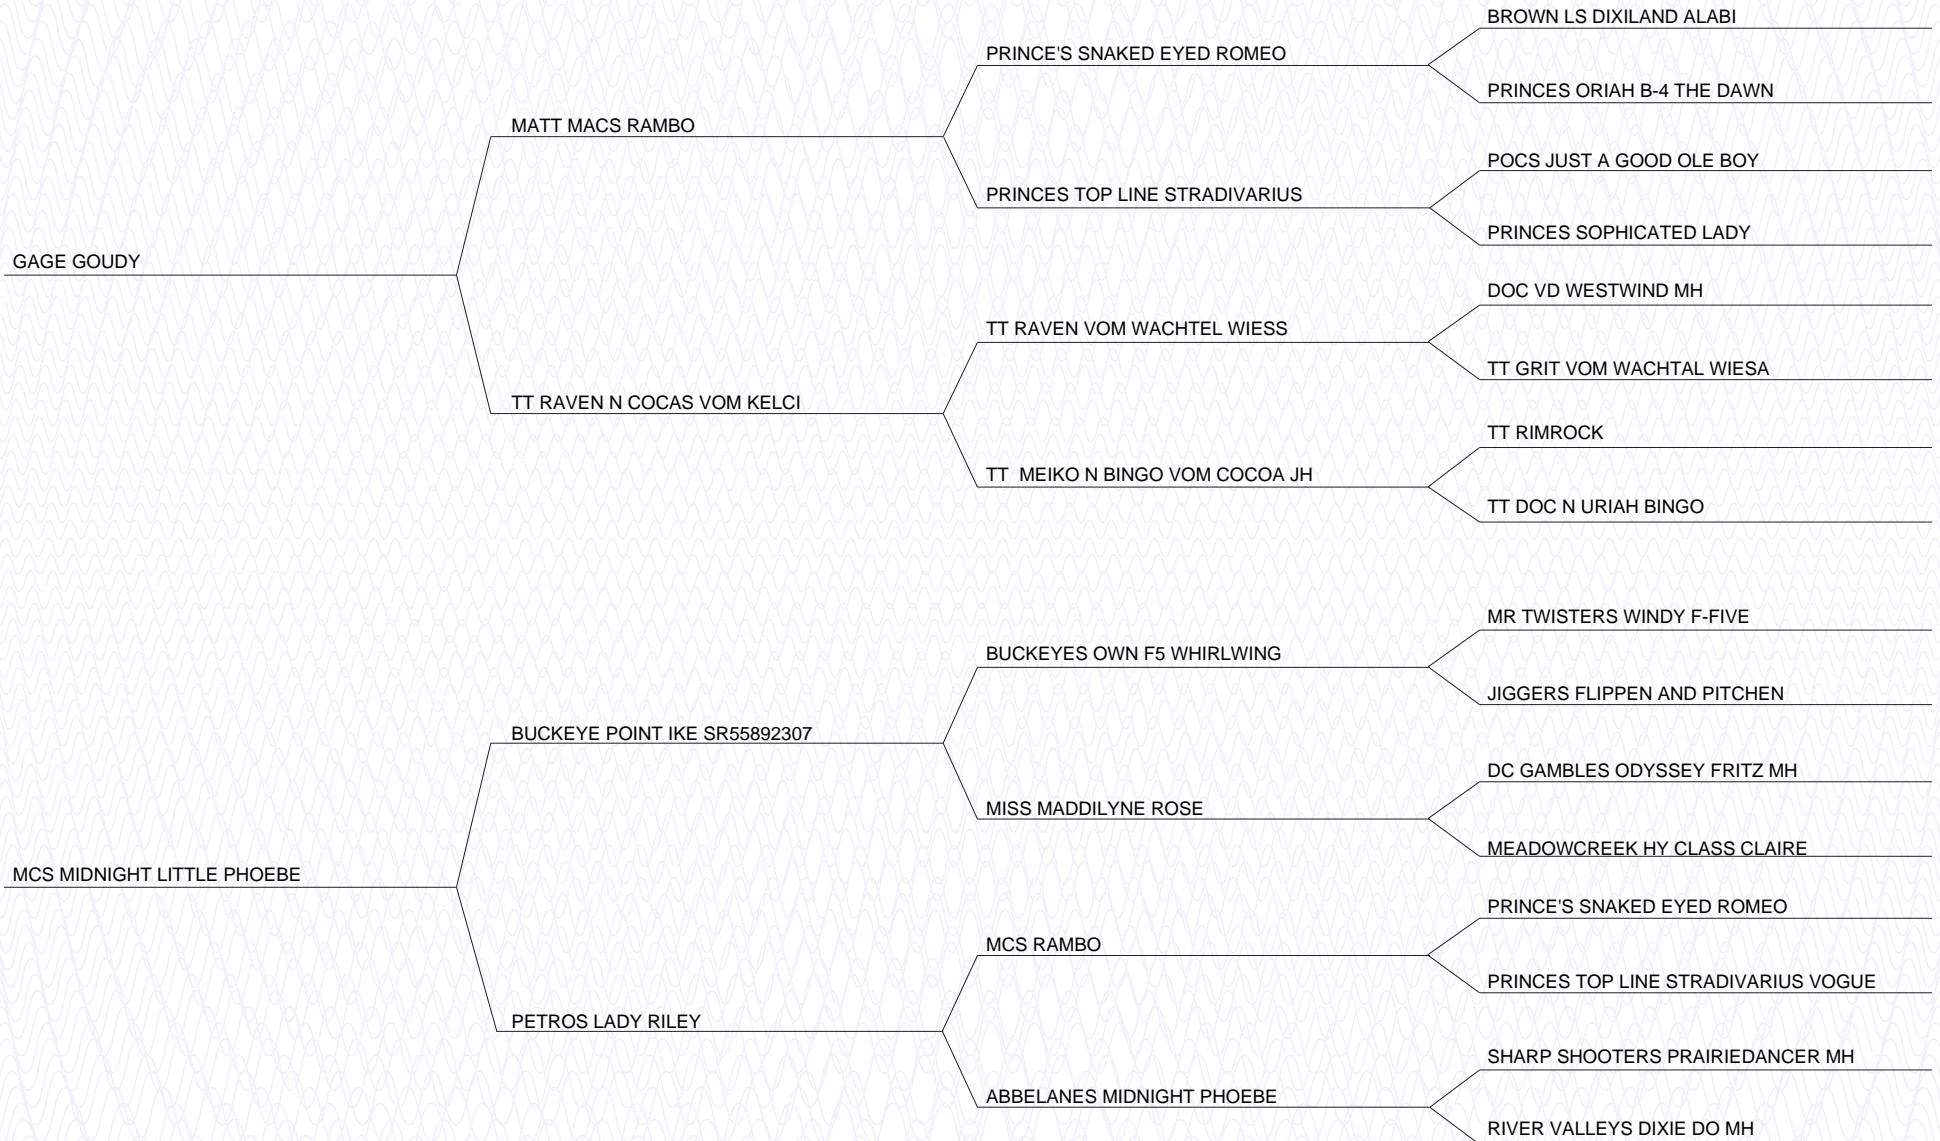 BROWN LS DIXILAND ALABI
PRINCE'S SNAKED EYED ROMEO
PRINCES ORIAH B-4 THE DAWN
MATT MACS RAMBO
POCS JUST A GOOD OLE BOY
PRINCES TOP LINE STRADIVARIUS
PRINCES SOPHICATED LADY
GAGE GOUDY
DOC VD WESTWIND MH
TT RAVEN VOM WACHTEL WIESS
TT GRIT VOM WACHTAL WIESA
TT RAVEN N COCAS VOM KELCI
TT RIMROCK
TT  MEIKO N BINGO VOM COCOA JH
TT DOC N URIAH BINGO
MR TWISTERS WINDY F-FIVE
BUCKEYES OWN F5 WHIRLWING
JIGGERS FLIPPEN AND PITCHEN
BUCKEYE POINT IKE SR55892307
DC GAMBLES ODYSSEY FRITZ MH
MISS MADDILYNE ROSE
MEADOWCREEK HY CLASS CLAIRE
MCS MIDNIGHT LITTLE PHOEBE
PRINCE'S SNAKED EYED ROMEO
MCS RAMBO
PRINCES TOP LINE STRADIVARIUS VOGUE
PETROS LADY RILEY
SHARP SHOOTERS PRAIRIEDANCER MH
ABBELANES MIDNIGHT PHOEBE
RIVER VALLEYS DIXIE DO MH